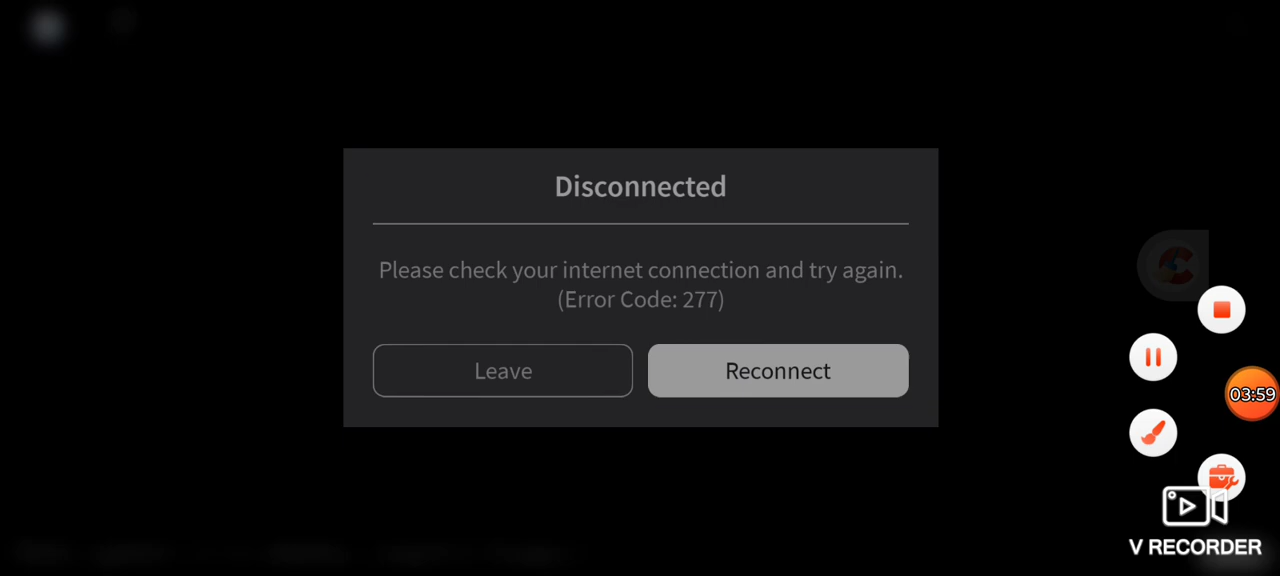 Disconnected
Please check your internet connection and try again.
(Error Code: 277)
Leave
Reconnect
03:59
V RECORDER